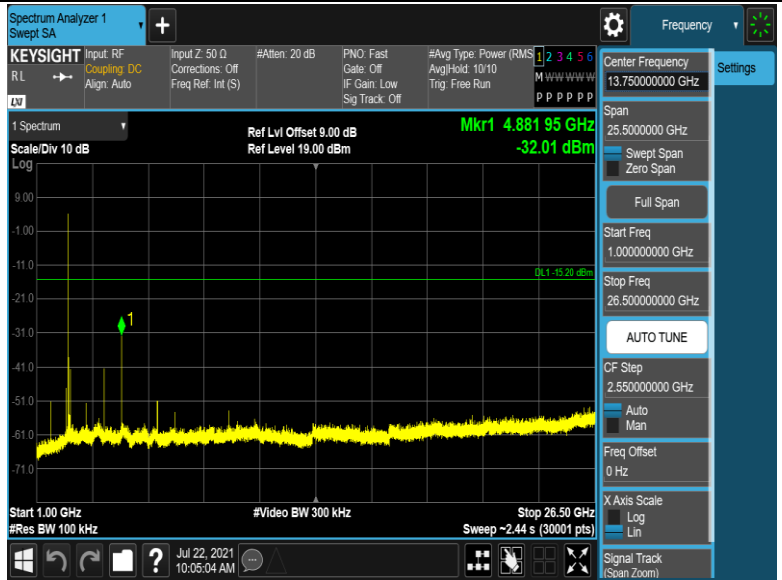 Spectrum Analyzer 1
Swept SA
Frequency
KEYSIGHT
RL
LXI
Input: RF
Coupling: DC
Align: Auto
Input Z: 50 Ω
Corrections: Off
Freq Ref: Int (S)
#Atten: 20 dB
PNO: Fast
Gate: Off
IF Gain: Low
Sig Track: Off
#Avg Type: Power (RMS
Avg|Hold: 10/10
Trig: Free Run
1 2 3 4 5 6
M W W W W W
P P P P P P
1 Spectrum
Scale/Div 10 dB
Log
Ref Lvl Offset 9.00 dB
Ref Level 19.00 dBm
Mkr1 4.881 95 GHz
-32.01 dBm
9.00
-1.00
-11.0
DL1 -15.20 dBm
-21.0
1
-31.0
-41.0
-51.0
-61.0
-71.0
Start 1.00 GHz
#Res BW 100 kHz
#Video BW 300 kHz
Stop 26.50 GHz
Sweep ~2.44 s (30001 pts)
Jul 22, 2021
10:05:04 AM
Center Frequency
13.750000000 GHz
Settings
Span
25.5000000 GHz
Swept Span
Zero Span
Full Span
Start Freq
1.000000000 GHz
Stop Freq
26.500000000 GHz
AUTO TUNE
CF Step
2.550000000 GHz
Auto
Man
Freq Offset
0 Hz
X Axis Scale
Log
Lin
Signal Track
(Span Zoom)